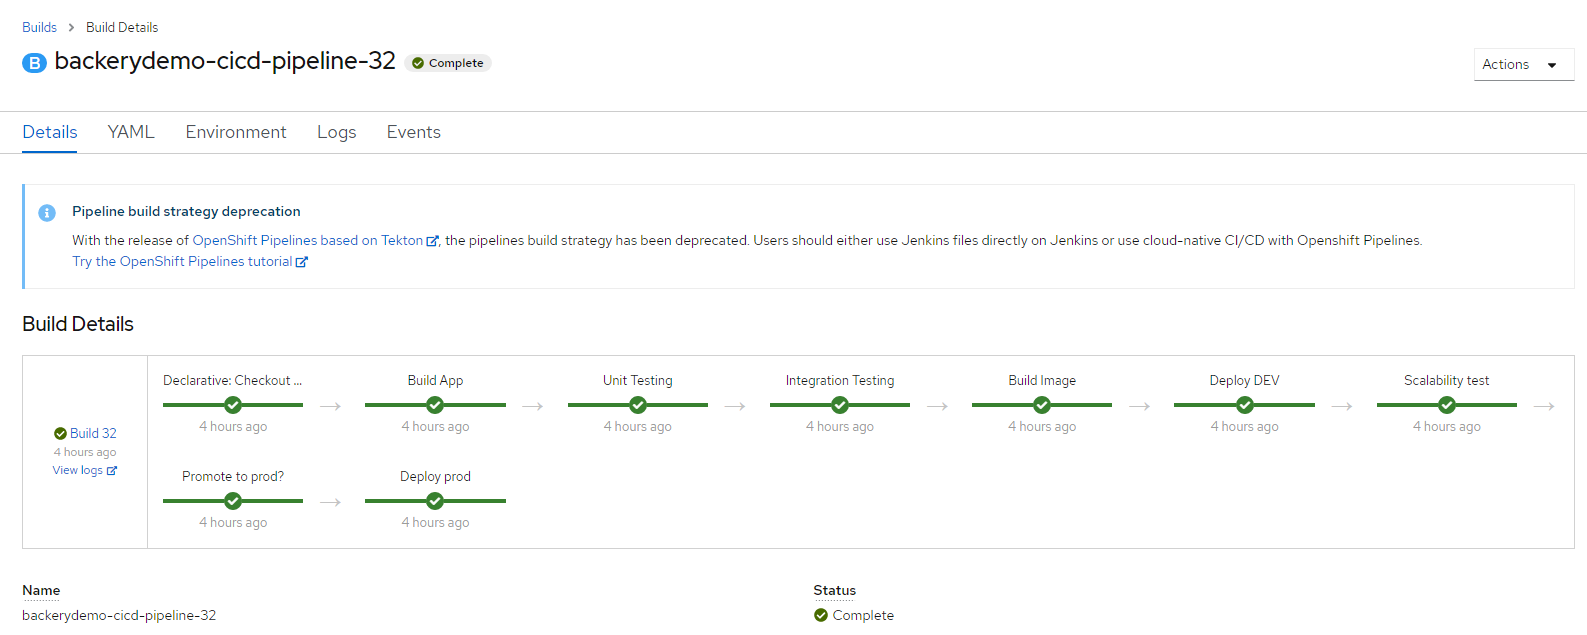 Builds > Build Details
B backerydemo-cicd-pipeline-32 Complete
Actions
Details YAML Environment Logs Events
Pipeline build strategy deprecation
With the release of OpenShift Pipelines based on Tekton, the pipelines build strategy has been deprecated. Users should either use Jenkins files directly on Jenkins or use cloud-native CI/CD with Openshift Pipelines.
Try the OpenShift Pipelines tutorial
Build Details
Build 32
4 hours ago
View logs
Declarative: Checkout ... Build App Unit Testing Integration Testing Build Image Deploy DEV Scalability test
4 hours ago 4 hours ago 4 hours ago 4 hours ago 4 hours ago 4 hours ago 4 hours ago
Promote to prod? Deploy prod
4 hours ago 4 hours ago
Name Status
backerydemo-cicd-pipeline-32 Complete